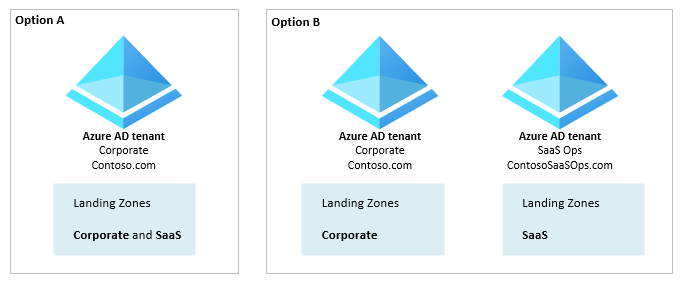 Option A
Azure AD tenant
Corporate
Contoso.com
Landing Zones
Corporate and SaaS
Option B
Azure AD tenant
Corporate
Contoso.com
Landing Zones
Corporate
Azure AD tenant
SaaS Ops
ContosoSaaSOps.com
Landing Zones
SaaS